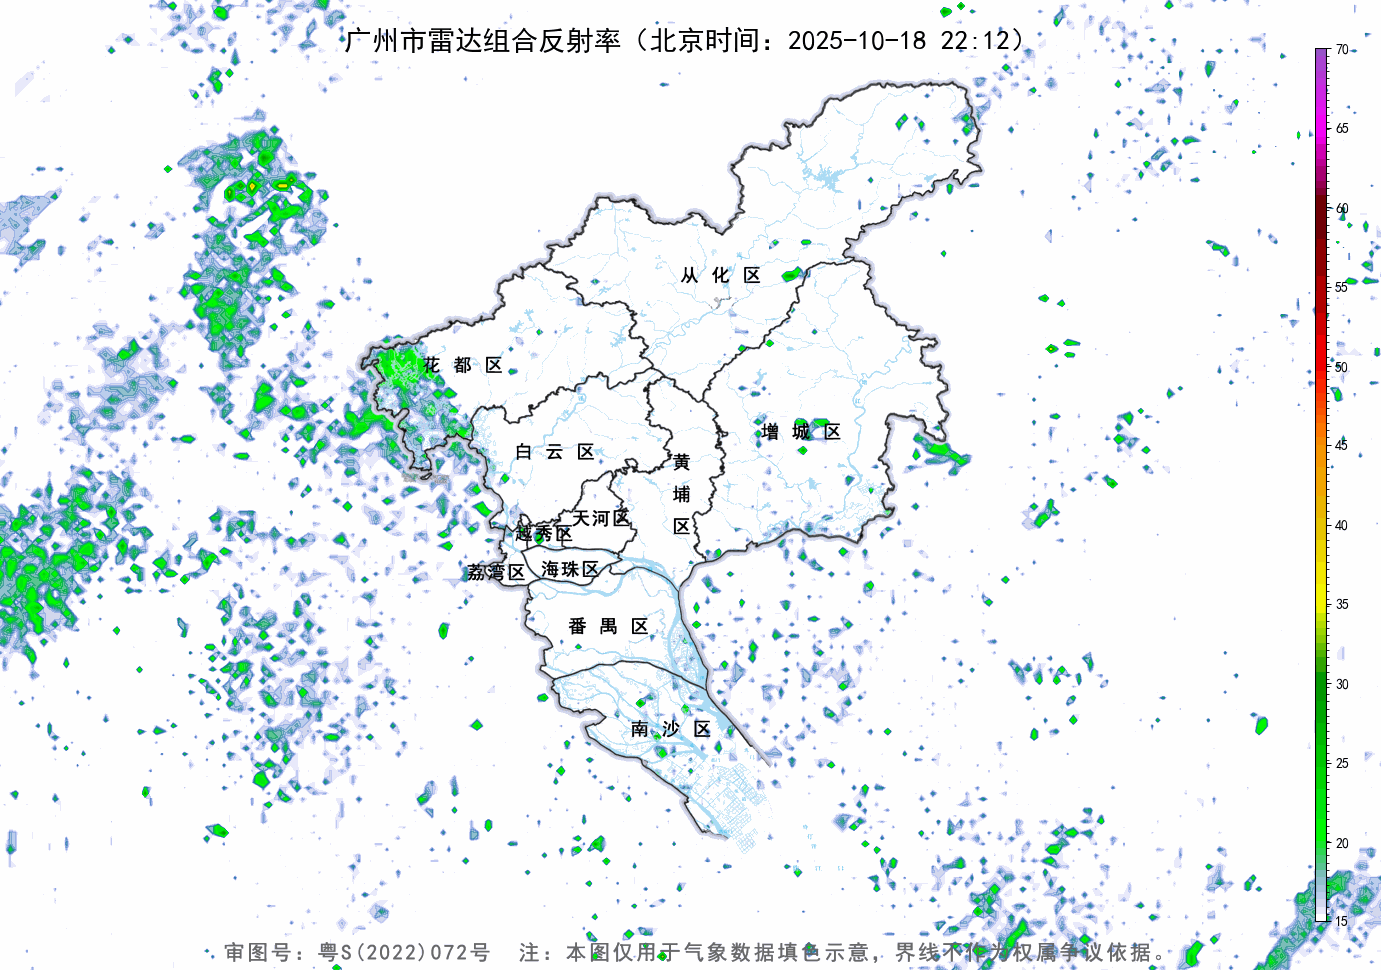 广州市雷达组合反射率（北京时间：2025-10-18 22:12）
70
65
60
55
50
45
40
35
30
25
20
15
从化区
花都区
增城区
白云区
黄埔区
天河区
越秀区
荔湾区
海珠区
番禺区
南沙区
审图号：粤S(2022)072号 注：本图仅用于气象数据填色示意，界线不作为权属争议依据。